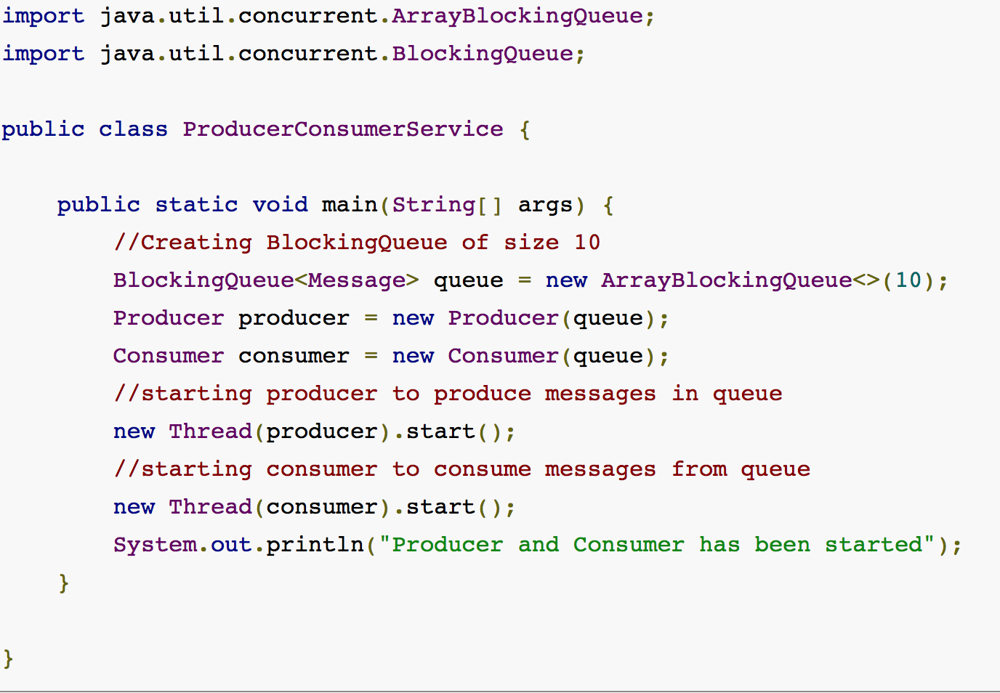 import java.util.concurrent.ArrayBlockingQueue;
import java.util.concurrent.BlockingQueue;

public class ProducerConsumerService {

    public static void main(String[] args) {
        //Creating BlockingQueue of size 10
        BlockingQueue<Message> queue = new ArrayBlockingQueue<>(10);
        Producer producer = new Producer(queue);
        Consumer consumer = new Consumer(queue);
        //starting producer to produce messages in queue
        new Thread(producer).start();
        //starting consumer to consume messages from queue
        new Thread(consumer).start();
        System.out.println("Producer and Consumer has been started");
    }

}